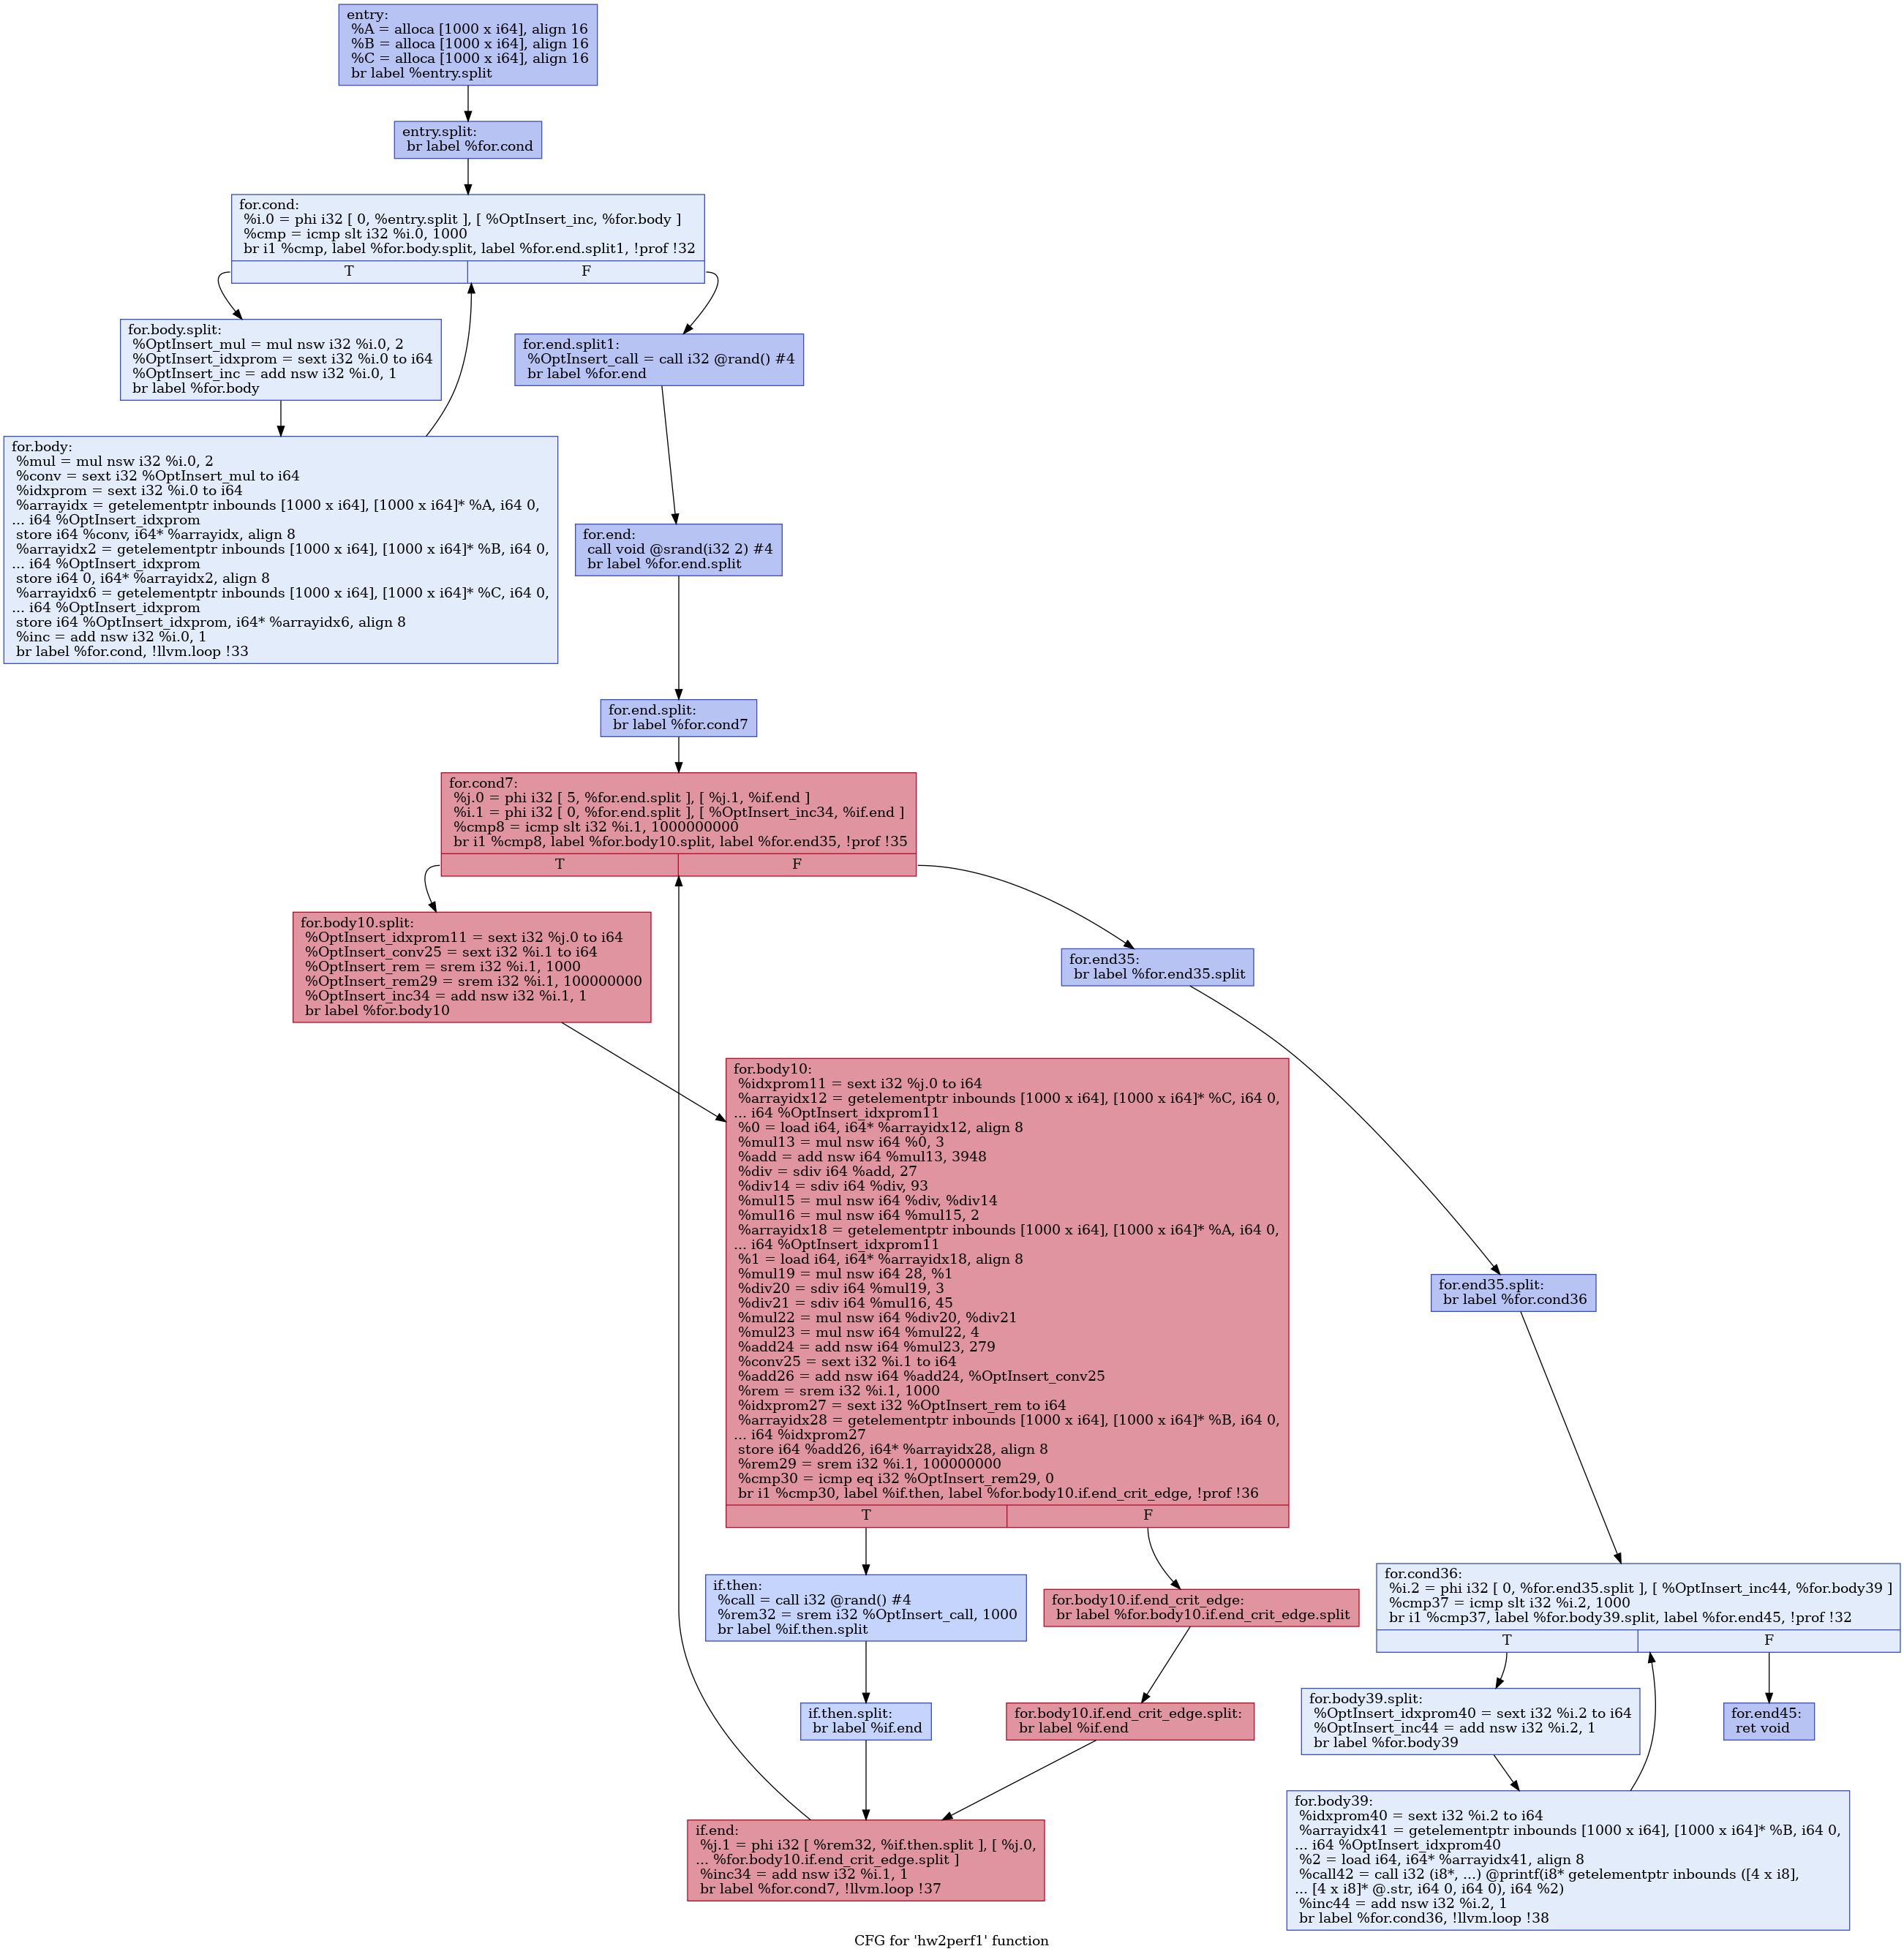 entry:
%A = alloca [1000 x i64], align 16
%B = alloca [1000 x i64], align 16
%C = alloca [1000 x i64], align 16
br label %entry.split
entry.split:
br label %for.cond
for.cond:
%i.0 = phi i32 [ 0, %entry.split ], [ %OptInsert_inc, %for.body ]
%cmp = icmp slt i32 %i.0, 1000
br i1 %cmp, label %for.body.split, label %for.end.split1, !prof !32
T F
for.body.split:
%OptInsert_mul = mul nsw i32 %i.0, 2
%OptInsert_idxprom = sext i32 %i.0 to i64
%OptInsert_inc = add nsw i32 %i.0, 1
br label %for.body
for.end.split1:
%OptInsert_call = call i32 @rand() #4
br label %for.end
for.body:
%mul = mul nsw i32 %i.0, 2
%conv = sext i32 %OptInsert_mul to i64
%idxprom = sext i32 %i.0 to i64
%arrayidx = getelementptr inbounds [1000 x i64], [1000 x i64]* %A, i64 0,
... i64 %OptInsert_idxprom
store i64 %conv, i64* %arrayidx, align 8
%arrayidx2 = getelementptr inbounds [1000 x i64], [1000 x i64]* %B, i64 0,
... i64 %OptInsert_idxprom
store i64 0, i64* %arrayidx2, align 8
%arrayidx6 = getelementptr inbounds [1000 x i64], [1000 x i64]* %C, i64 0,
... i64 %OptInsert_idxprom
store i64 %OptInsert_idxprom, i64* %arrayidx6, align 8
%inc = add nsw i32 %i.0, 1
br label %for.cond, !llvm.loop !33
for.end:
call void @srand(i32 2) #4
br label %for.end.split
for.end.split:
br label %for.cond7
for.cond7:
%j.0 = phi i32 [ 5, %for.end.split ], [ %j.1, %if.end ]
%i.1 = phi i32 [ 0, %for.end.split ], [ %OptInsert_inc34, %if.end ]
%cmp8 = icmp slt i32 %i.1, 1000000000
br i1 %cmp8, label %for.body10.split, label %for.end35, !prof !35
T F
for.body10.split:
%OptInsert_idxprom11 = sext i32 %j.0 to i64
%OptInsert_conv25 = sext i32 %i.1 to i64
%OptInsert_rem = srem i32 %i.1, 1000
%OptInsert_rem29 = srem i32 %i.1, 100000000
%OptInsert_inc34 = add nsw i32 %i.1, 1
br label %for.body10
for.end35:
br label %for.end35.split
for.body10:
%idxprom11 = sext i32 %j.0 to i64
%arrayidx12 = getelementptr inbounds [1000 x i64], [1000 x i64]* %C, i64 0,
... i64 %OptInsert_idxprom11
%0 = load i64, i64* %arrayidx12, align 8
%mul13 = mul nsw i64 %0, 3
%add = add nsw i64 %mul13, 3948
%div = sdiv i64 %add, 27
%div14 = sdiv i64 %div, 93
%mul15 = mul nsw i64 %div, %div14
%mul16 = mul nsw i64 %mul15, 2
%arrayidx18 = getelementptr inbounds [1000 x i64], [1000 x i64]* %A, i64 0,
... i64 %OptInsert_idxprom11
%1 = load i64, i64* %arrayidx18, align 8
%mul19 = mul nsw i64 28, %1
%div20 = sdiv i64 %mul19, 3
%div21 = sdiv i64 %mul16, 45
%mul22 = mul nsw i64 %div20, %div21
%mul23 = mul nsw i64 %mul22, 4
%add24 = add nsw i64 %mul23, 279
%conv25 = sext i32 %i.1 to i64
%add26 = add nsw i64 %add24, %OptInsert_conv25
%rem = srem i32 %i.1, 1000
%idxprom27 = sext i32 %OptInsert_rem to i64
%arrayidx28 = getelementptr inbounds [1000 x i64], [1000 x i64]* %B, i64 0,
... i64 %idxprom27
store i64 %add26, i64* %arrayidx28, align 8
%rem29 = srem i32 %i.1, 100000000
%cmp30 = icmp eq i32 %OptInsert_rem29, 0
br i1 %cmp30, label %if.then, label %for.body10.if.end_crit_edge, !prof !36
T F
for.end35.split:
br label %for.cond36
if.then:
%call = call i32 @rand() #4
%rem32 = srem i32 %OptInsert_call, 1000
br label %if.then.split
for.body10.if.end_crit_edge:
br label %for.body10.if.end_crit_edge.split
for.cond36:
%i.2 = phi i32 [ 0, %for.end35.split ], [ %OptInsert_inc44, %for.body39 ]
%cmp37 = icmp slt i32 %i.2, 1000
br i1 %cmp37, label %for.body39.split, label %for.end45, !prof !32
T F
if.then.split:
br label %if.end
for.body10.if.end_crit_edge.split:
br label %if.end
for.body39.split:
%OptInsert_idxprom40 = sext i32 %i.2 to i64
%OptInsert_inc44 = add nsw i32 %i.2, 1
br label %for.body39
for.end45:
ret void
if.end:
%j.1 = phi i32 [ %rem32, %if.then.split ], [ %j.0,
... %for.body10.if.end_crit_edge.split ]
%inc34 = add nsw i32 %i.1, 1
br label %for.cond7, !llvm.loop !37
for.body39:
%idxprom40 = sext i32 %i.2 to i64
%arrayidx41 = getelementptr inbounds [1000 x i64], [1000 x i64]* %B, i64 0,
... i64 %OptInsert_idxprom40
%2 = load i64, i64* %arrayidx41, align 8
%call42 = call i32 (i8*, ...) @printf(i8* getelementptr inbounds ([4 x i8],
... [4 x i8]* @.str, i64 0, i64 0), i64 %2)
%inc44 = add nsw i32 %i.2, 1
br label %for.cond36, !llvm.loop !38
CFG for 'hw2perf1' function